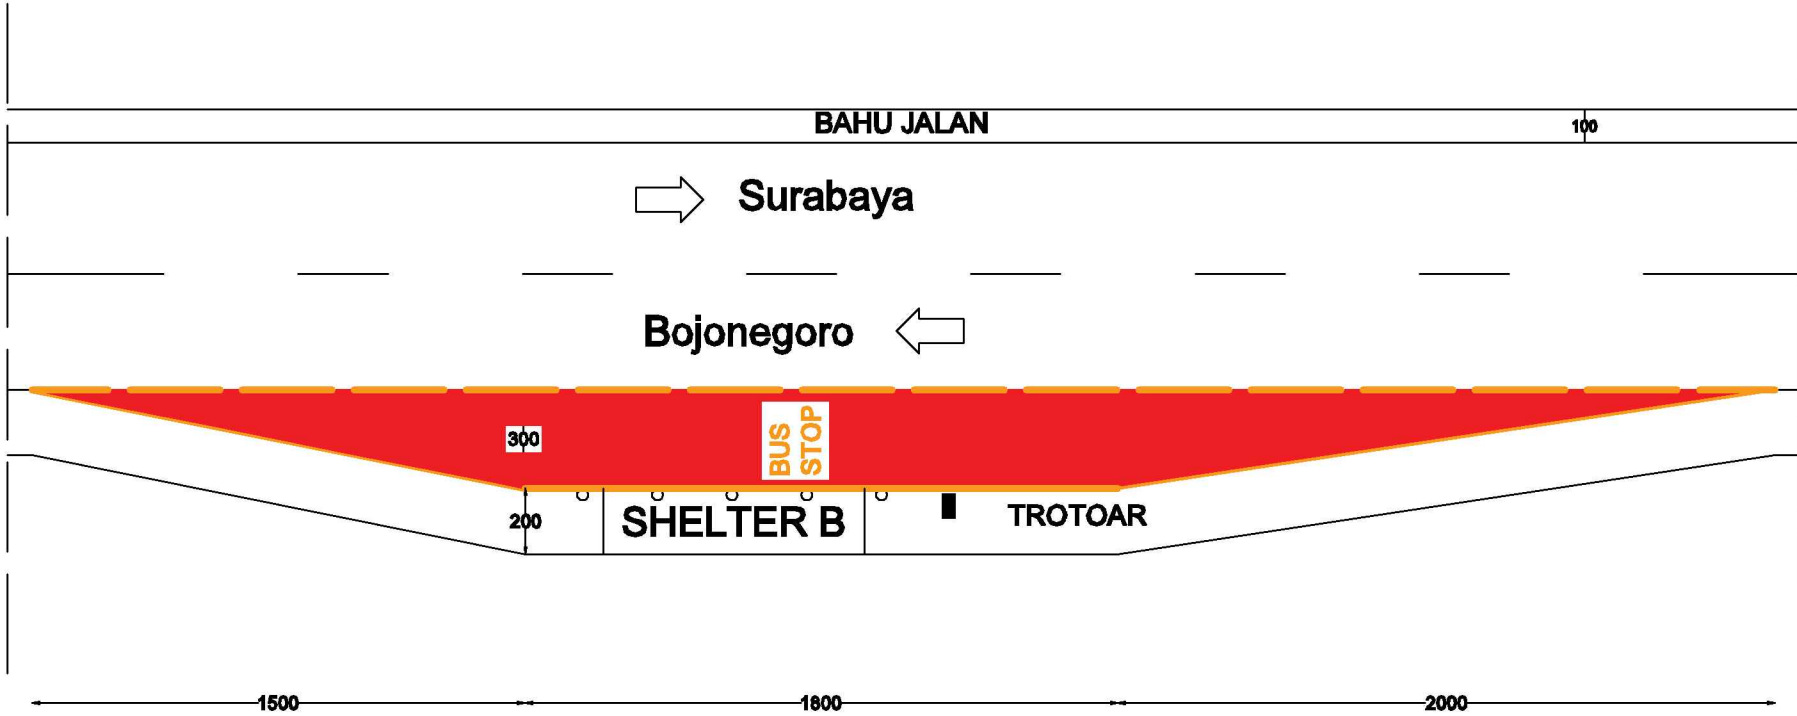 BAHU JALAN
100
Surabaya
Bojonegoro
300
BUS
STOP
200
SHELTER B
TROTOAR
1500
1800
2000